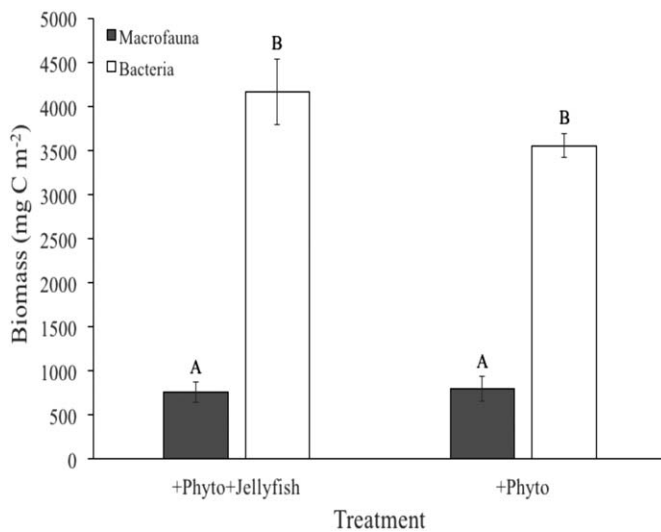 5000
4500
4000
3500
3000
2500
2000
1500
1000
500
0
Biomass (mg C m⁻²)
Macrofauna
Bacteria
A
B
A
B
+Phyto+Jellyfish
+Phyto
Treatment